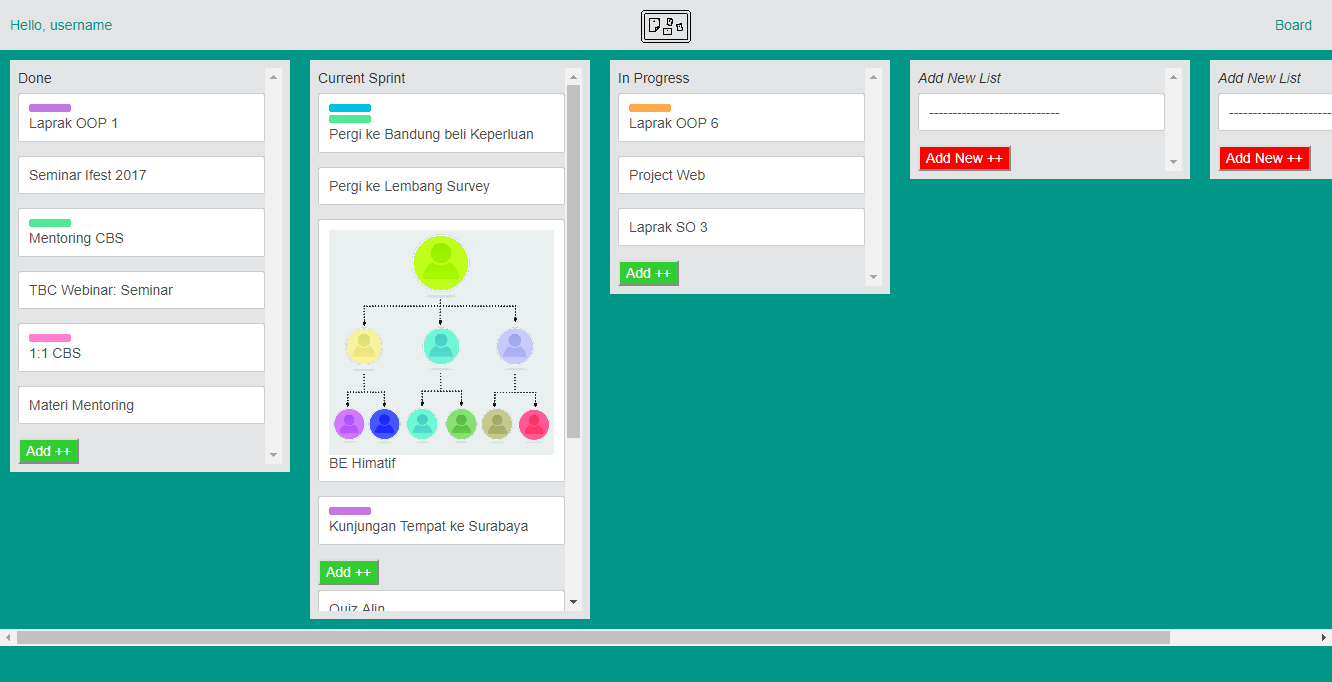 Hello, username
Board
Done
Laprak OOP 1
Seminar Ifest 2017
Mentoring CBS
TBC Webinar: Seminar
1:1 CBS
Materi Mentoring
Add ++
Current Sprint
Pergi ke Bandung beli Keperluan
Pergi ke Lembang Survey
BE Himatif
Kunjungan Tempat ke Surabaya
Add ++
Quiz Alin
In Progress
Laprak OOP 6
Project Web
Laprak SO 3
Add ++
Add New List
----------------------------
Add New ++
Add New List
----------------------
Add New ++